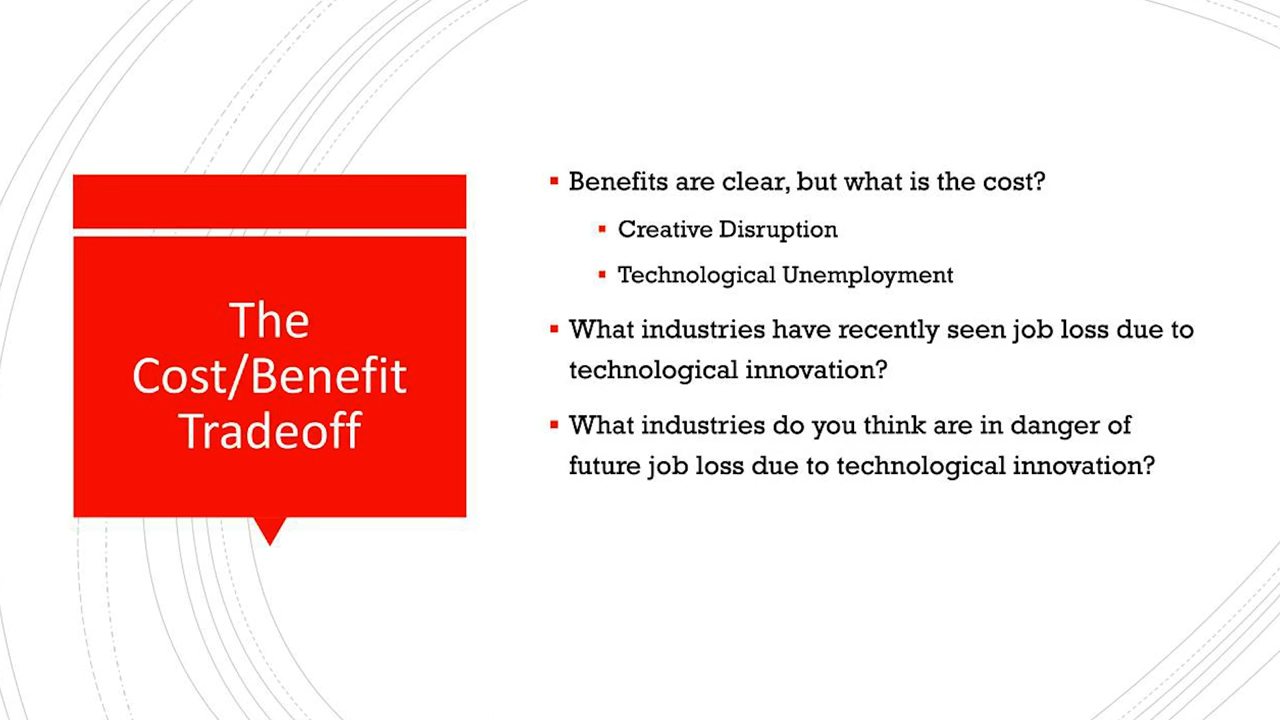 The
Cost/Benefit
Tradeoff
Benefits are clear, but what is the cost?
Creative Disruption
Technological Unemployment
What industries have recently seen job loss due to
technological innovation?
What industries do you think are in danger of
future job loss due to technological innovation?